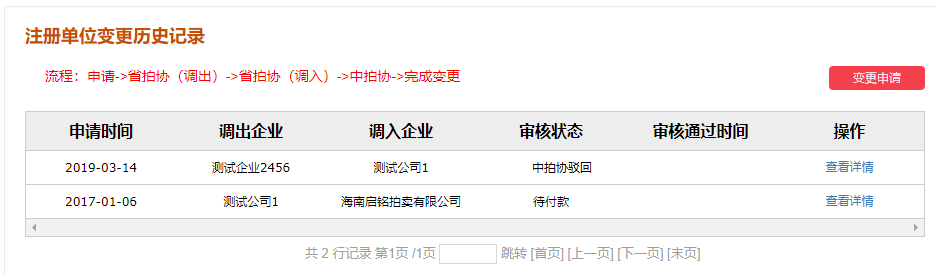 注册单位变更历史记录
流程：申请->省拍协（调出）->省拍协（调入）->中拍协->完成变更
变更申请
申请时间 调出企业 调入企业 审核状态 审核通过时间 操作
2019-03-14 测试企业2456 测试公司1 中拍协驳回 查看详情
2017-01-06 测试公司1 海南启铭拍卖有限公司 待付款 查看详情
共 2 行记录 第1页 /1页 跳转 [首页] [上一页] [下一页] [末页]